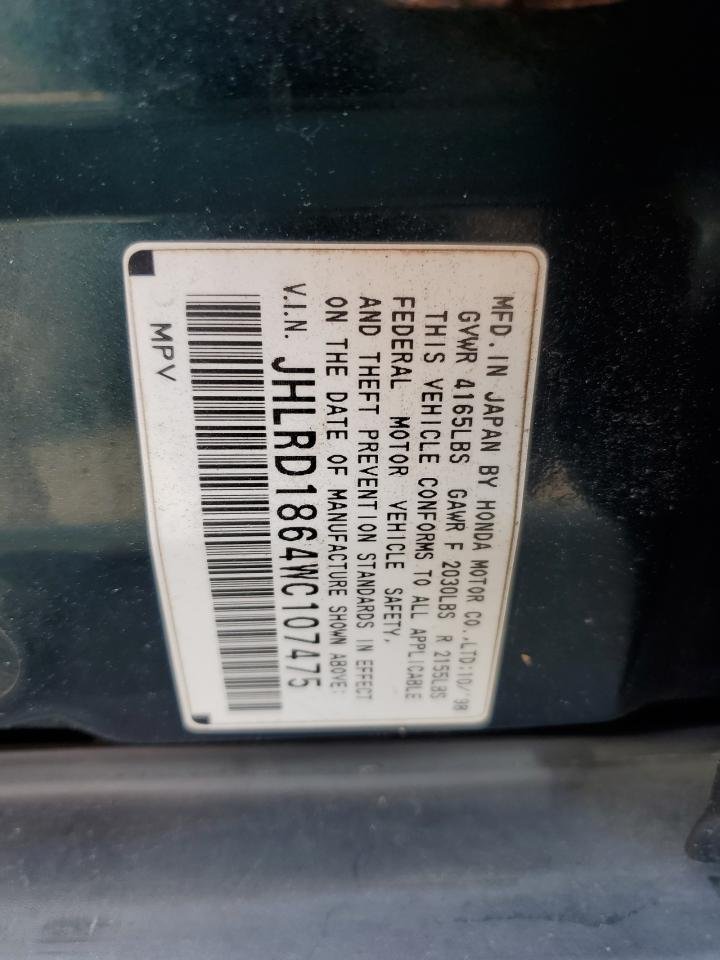 MFD. IN JAPAN BY HONDA MOTOR CO.,LTD:10/'98
GVWR 4165LBS GAWR F 2030LBS R 2155LBS
THIS VEHICLE CONFORMS TO ALL APPLICABLE
FEDERAL MOTOR VEHICLE SAFETY,
AND THEFT PREVENTION STANDARDS IN EFFECT
ON THE DATE OF MANUFACTURE SHOWN ABOVE:
V.I.N. JHLRD1864WC107475
MPV